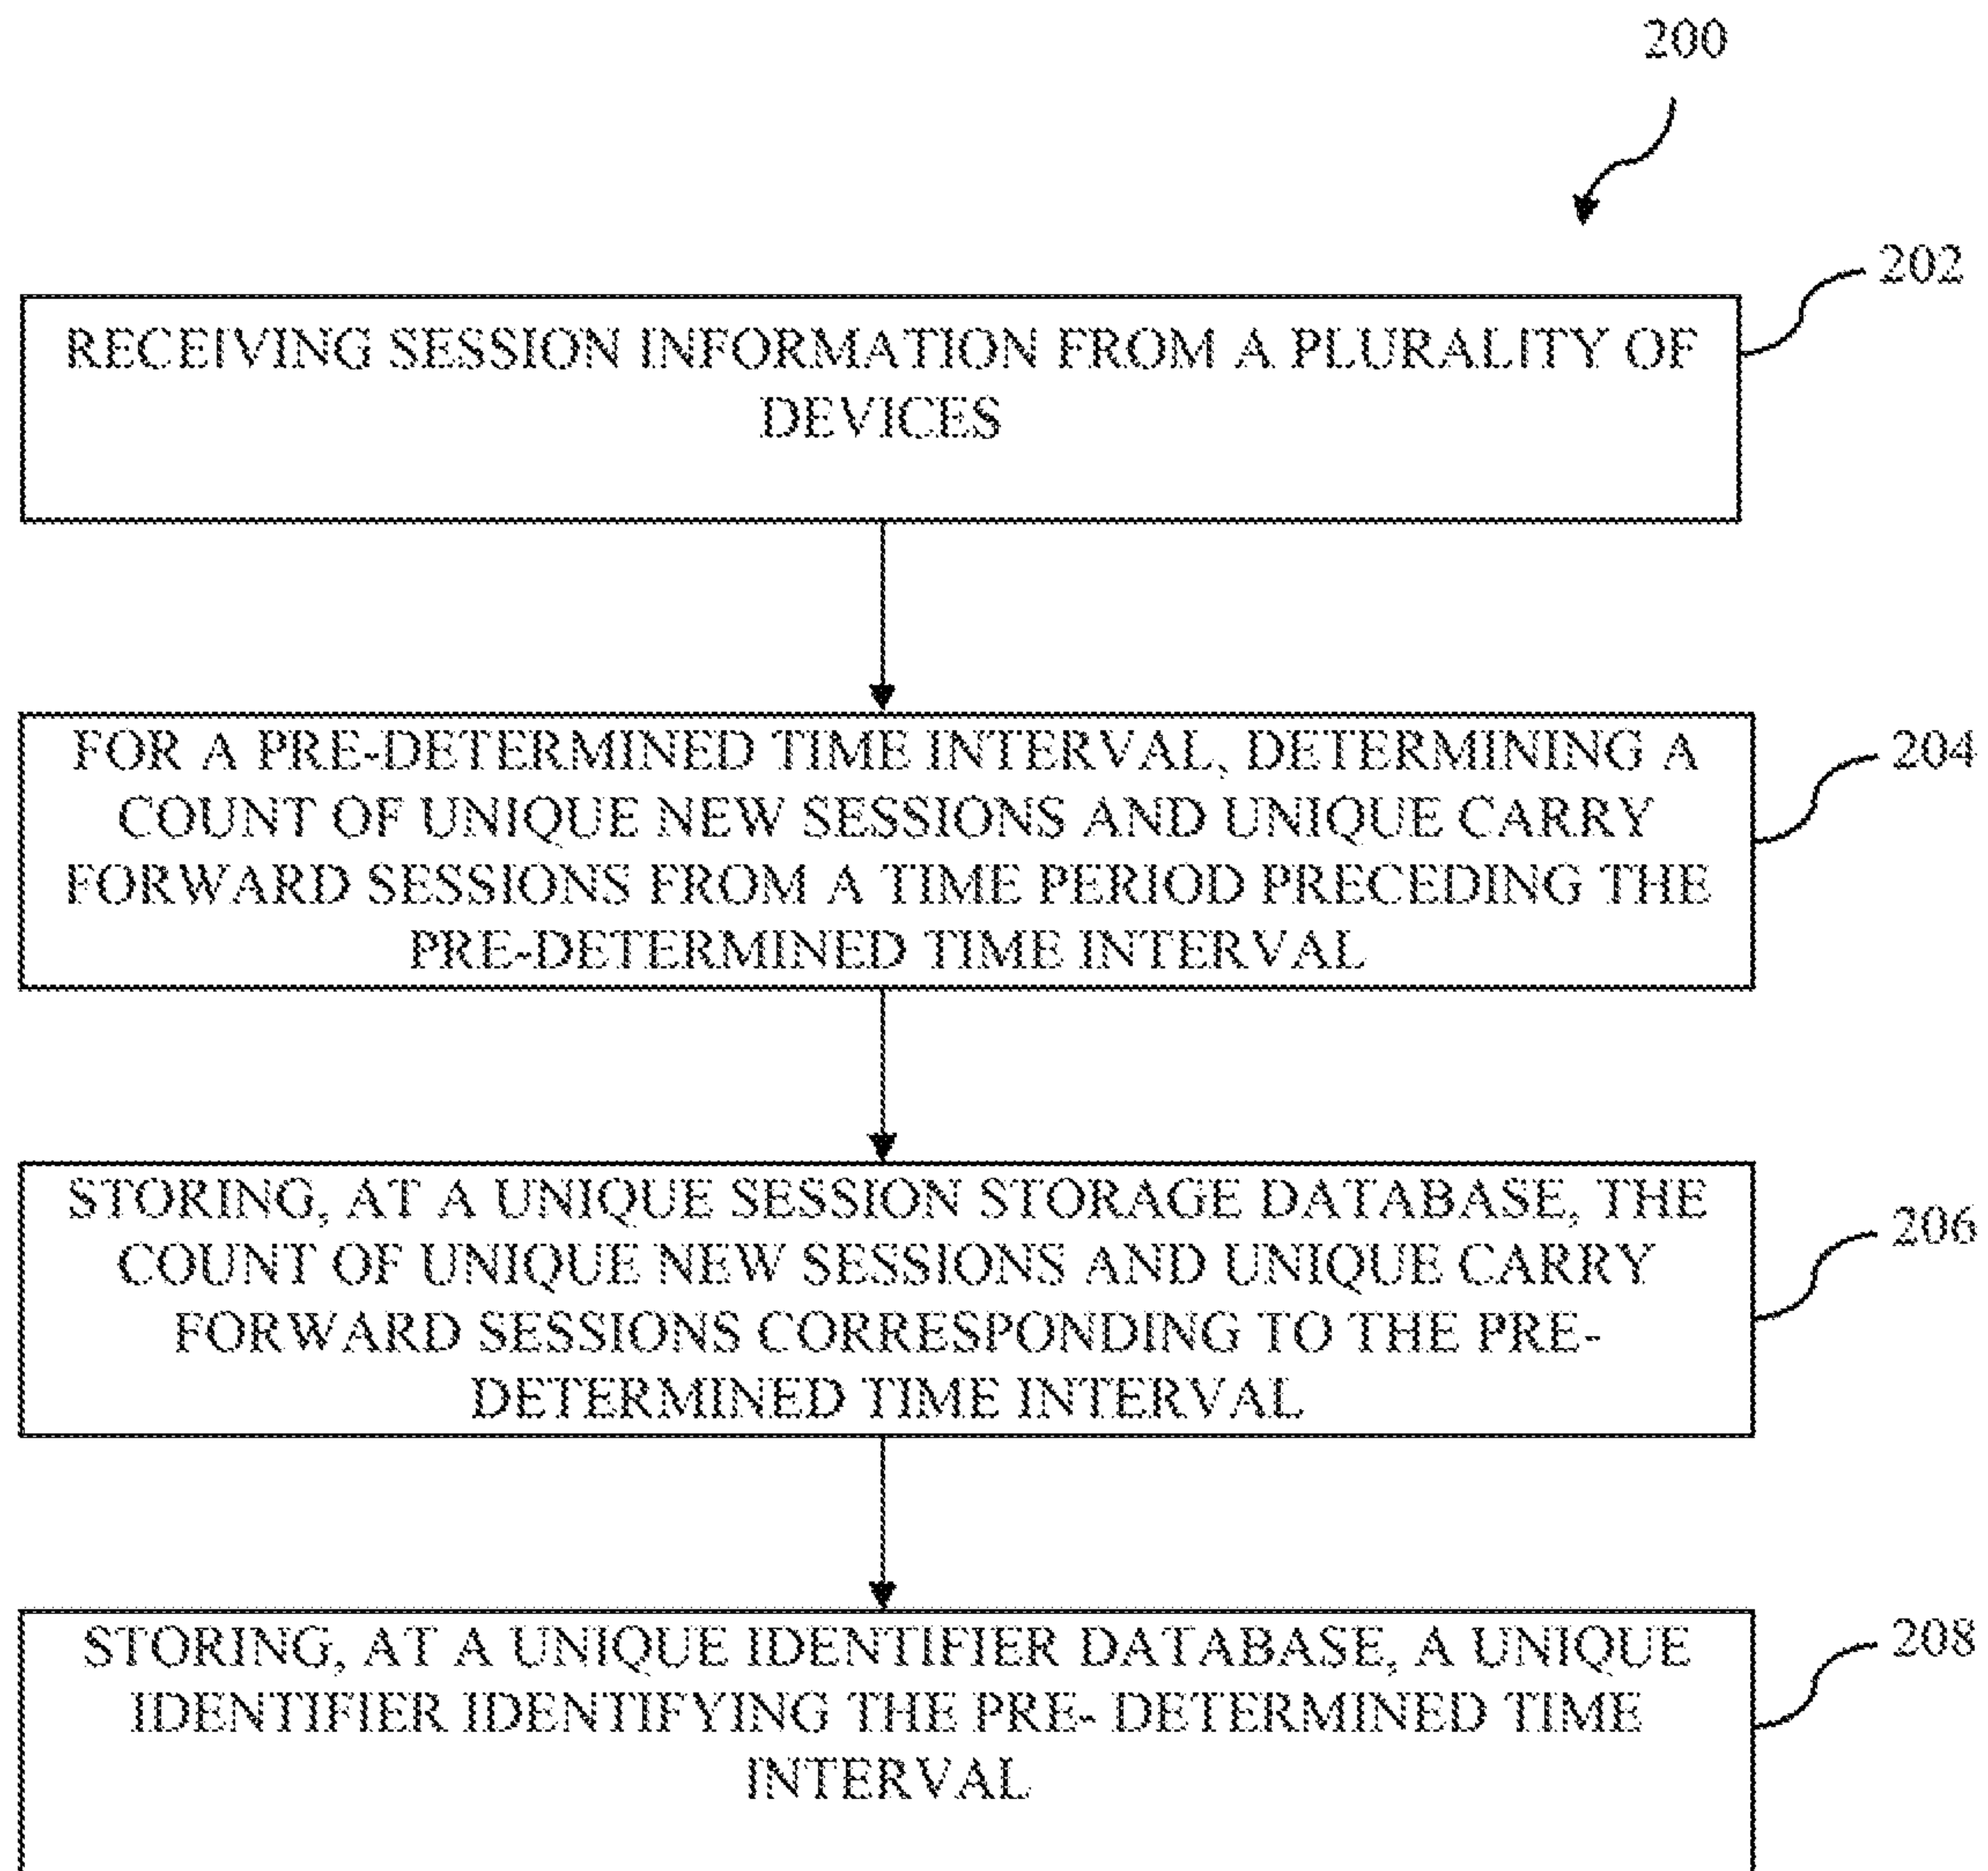 200
202
RECEIVING SESSION INFORMATION FROM A PLURALITY OF
DEVICES
FOR A PRE-DETERMINED TIME INTERVAL, DETERMINING A
COUNT OF UNIQUE NEW SESSIONS AND UNIQUE CARRY
FORWARD SESSIONS FROM A TIME PERIOD PRECEDING THE
PRE-DETERMINED TIME INTERVAL
204
STORING, AT A UNIQUE SESSION STORAGE DATABASE, THE
COUNT OF UNIQUE NEW SESSIONS AND UNIQUE CARRY
FORWARD SESSIONS CORRESPONDING TO THE PRE-
DETERMINED TIME INTERVAL
206
STORING, AT A UNIQUE IDENTIFIER DATABASE, A UNIQUE
IDENTIFIER IDENTIFYING THE PRE- DETERMINED TIME
INTERVAL
208